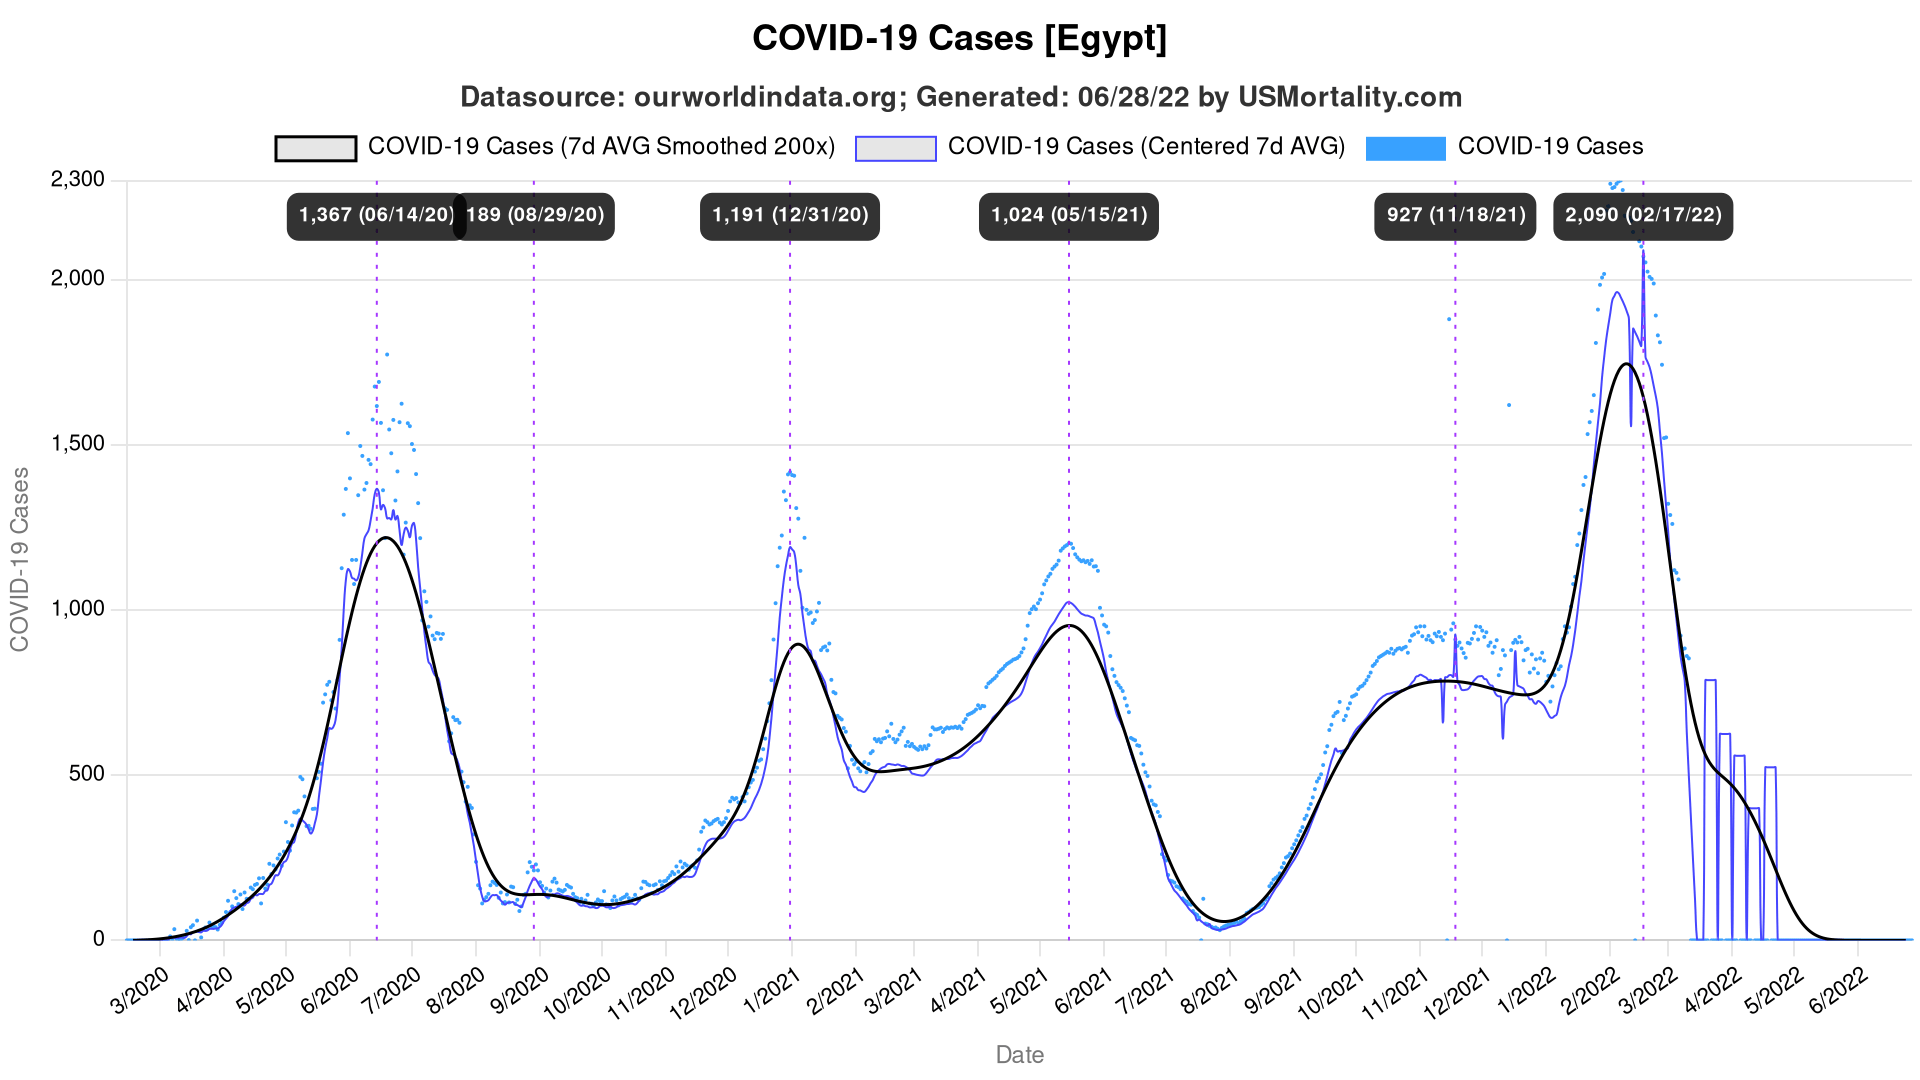 COVID-19 Cases [Egypt]
Datasource: ourworldindata.org; Generated: 06/28/22 by USMortality.com
COVID-19 Cases (7d AVG Smoothed 200x) COVID-19 Cases (Centered 7d AVG) COVID-19 Cases
2,300
1,367 (06/14/20) 189 (08/29/20) 1,191 (12/31/20) 1,024 (05/15/21) 927 (11/18/21) 2,090 (02/17/22)
2,000
1,500
1,000
500
0
COVID-19 Cases
3/2020 4/2020 5/2020 6/2020 7/2020 8/2020 9/2020 10/2020 11/2020 12/2020 1/2021 2/2021 3/2021 4/2021 5/2021 6/2021 7/2021 8/2021 9/2021 10/2021 11/2021 12/2021 1/2022 2/2022 3/2022 4/2022 5/2022 6/2022
Date